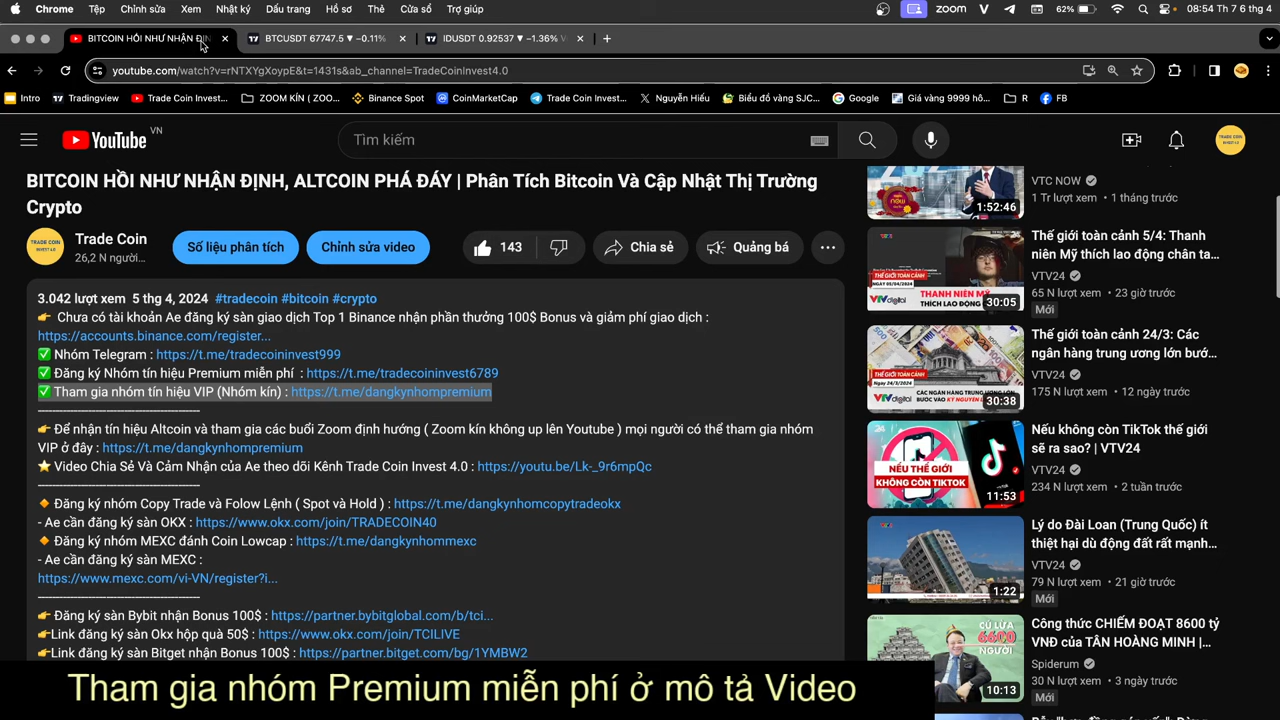 Chrome Tệp Chỉnh sửa Xem Nhật ký Dấu trang Hồ sơ Thẻ Cửa sổ Trợ giúp zoom 62% 08:54 Th 7 6 thg 4
BITCOIN HỒI NHƯ NHẬN ĐỊN BTCUSDT 67747.5 ▼ −0.11% IDUSDT 0.92537 ▼ −1.36% V
youtube.com/watch?v=rNTXYgXoypE&t=1431s&ab_channel=TradeCoinInvest4.0
Intro Tradingview Trade Coin Invest... ZOOM KÍN ( ZOO... Binance Spot CoinMarketCap Trade Coin Invest... Nguyễn Hiếu Biểu đồ vàng SJC... Google Giá vàng 9999 hô... R FB
YouTube VN
Tìm kiếm
BITCOIN HỒI NHƯ NHẬN ĐỊNH, ALTCOIN PHÁ ĐÁY | Phân Tích Bitcoin Và Cập Nhật Thị Trường
Crypto
TRADE COIN
Trade Coin
26,2 N người...
Số liệu phân tích
Chỉnh sửa video
143
Chia sẻ
Quảng bá
3.042 lượt xem 5 thg 4, 2024 #tradecoin #bitcoin #crypto
👉 Chưa có tài khoản Ae đăng ký sàn giao dịch Top 1 Binance nhận phần thưởng 100$ Bonus và giảm phí giao dịch :
https://accounts.binance.com/register...
✅ Nhóm Telegram : https://t.me/tradecoininvest999
✅ Đăng ký Nhóm tín hiệu Premium miễn phí : https://t.me/tradecoininvest6789
✅ Tham gia nhóm tín hiệu Premium : https://t.me/dangkynhompremium
-----------------------------------
👉 Để nhận tín hiệu Altcoin và tham gia các buổi Zoom định hướng ( Zoom kín không up lên Youtube ) mọi người có thể tham gia nhóm
VIP ở đây : https://t.me/dangkynhompremium
⭐ Video Chia Sẻ Và Cảm Nhận của Ae theo dõi Kênh Trade Coin Invest 4.0 : https://youtu.be/Lk-_9r6mpQc
-----------------------------------
🔸 Đăng ký nhóm Copy Trade và Lệnh ( Spot và Hold ) : https://t.me/dangkynhomcopytradeokx
- Ae cần đăng ký sàn OKX : https://www.okx.com/join/TRADECOIN40
🔸 Đăng ký nhóm MEXC đánh Coin Lowcap : https://t.me/dangkynhommexc
- Ae cần đăng ký sàn MEXC :
https://www.mexc.com/vi-VN/register?i...
-----------------------------------
👉 Đăng ký sàn Bybit nhận Bonus 100$ : https://partner.bybitglobal.com/b/tci...
👉Link đăng ký sàn Okx hộp quà 50$ : https://www.okx.com/join/TCILIVE
👉Link đăng ký sàn Bitget nhận Bonus 100$ : https://partner.bitget.com/bg/1YMBW2
1:52:46
VTC NOW
1 Tr lượt xem • 1 tháng trước
THANH NIÊN MỸ
THÍCH LAO ĐỘNG
30:05
Thế giới toàn cảnh 5/4: Thanh
niên Mỹ thích lao động chân ta...
VTV24
65 N lượt xem • 23 giờ trước
Mới
30:38
Thế giới toàn cảnh 24/3: Các
ngân hàng trung ương lớn bướ...
VTV24
175 N lượt xem • 12 ngày trước
NẾU THẾ GIỚI
KHÔNG CÒN TIKTOK
11:53
Nếu không còn TikTok thế giới
sẽ ra sao? | VTV24
VTV24
234 N lượt xem • 2 tuần trước
1:22
Lý do Đài Loan (Trung Quốc) ít
thiệt hại dù động đất rất mạnh...
VTV24
79 N lượt xem • 21 giờ trước
Mới
CÚ LỪA
6600
NGƯỜI
10:13
Công thức CHIẾM ĐOẠT 8600 tỷ
VNĐ của TÂN HOÀNG MINH |...
Spiderum
30 N lượt xem • 3 ngày trước
Mới
Tham gia nhóm Premium miễn phí ở mô tả Video